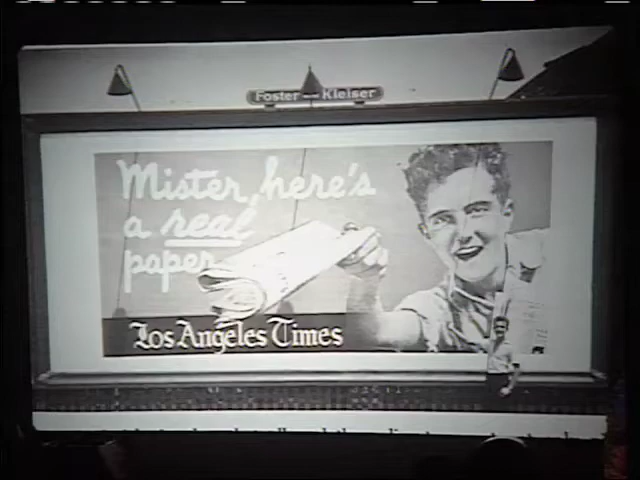 Foster and Kleiser
Mister, here's
a real
paper
Los Angeles Times